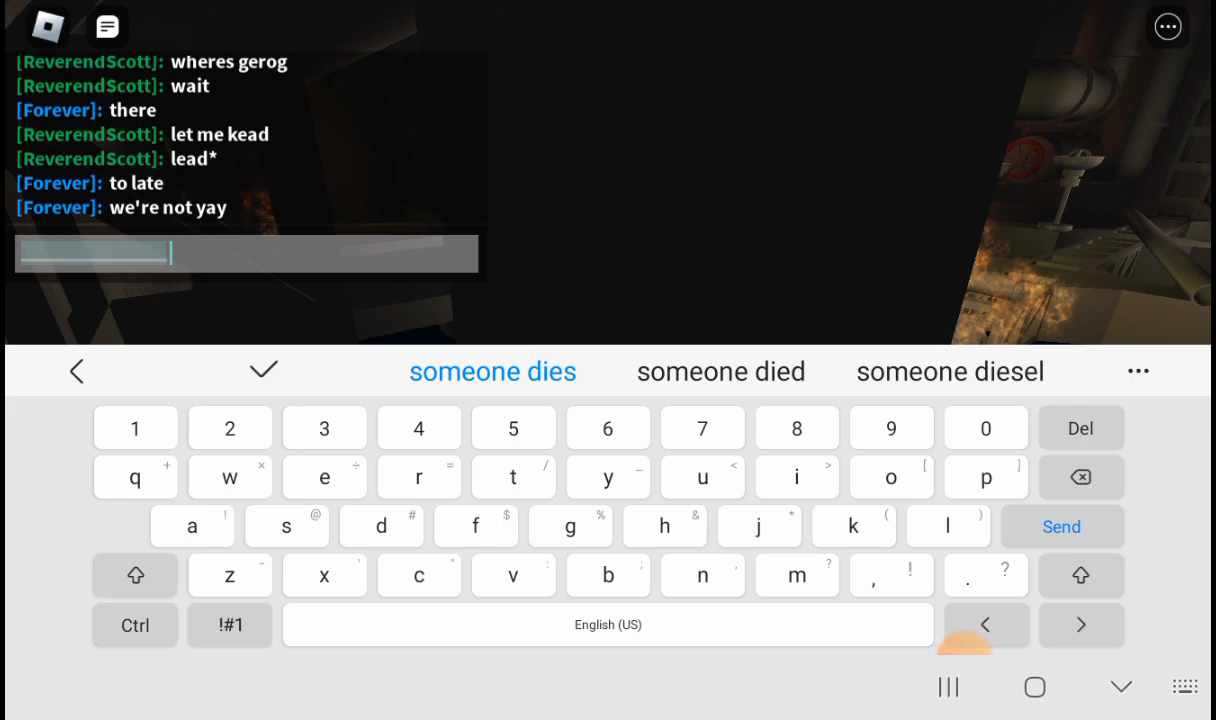 [ReverendScott]: wheres gerog
[ReverendScott]: wait
[Forever]: there
[ReverendScott]: let me kead
[ReverendScott]: lead*
[Forever]: to late
[Forever]: we're not yay
someone dies someone died someone diesel
1 2 3 4 5 6 7 8 9 0 Del
q + w × e ÷ r = t / y _ u < i > o [ p ]
a ! s @ d # f $ g % h & j * k ( l ) Send
z - x ' c " v : b ; n , m ? , ! . ?
Ctrl !#1 English (US) < >